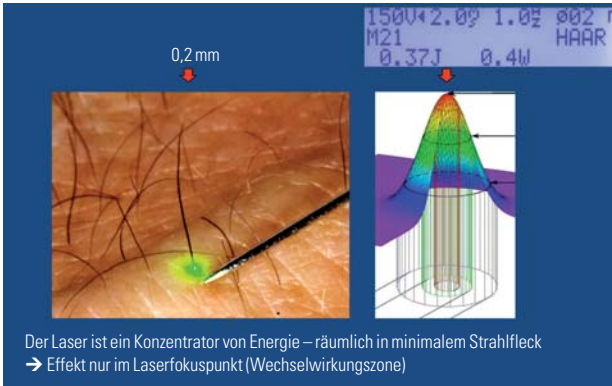 150V 2.0 1.0 Ø02
M21 HAAR
0.37J 0.4W
0,2 mm
Der Laser ist ein Konzentrator von Energie – räumlich in minimalem Strahlfleck
➔ Effekt nur im Laserfokuspunkt (Wechselwirkungszone)